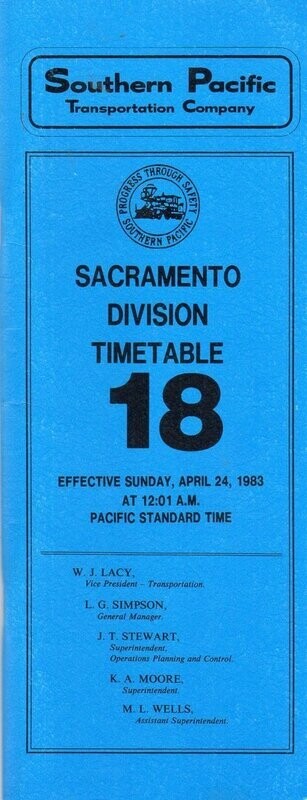 Southern Pacific
Transportation Company
PROGRESS THROUGH SAFETY
SOUTHERN PACIFIC
SACRAMENTO
DIVISION
TIMETABLE
18
EFFECTIVE SUNDAY, APRIL 24, 1983
AT 12:01 A.M.
PACIFIC STANDARD TIME
W. J. LACY,
Vice President – Transportation.
L. G. SIMPSON,
General Manager.
J. T. STEWART,
Superintendent.
Operations Planning and Control.
K. A. MOORE,
Superintendent.
M. L. WELLS,
Assistant Superintendent.